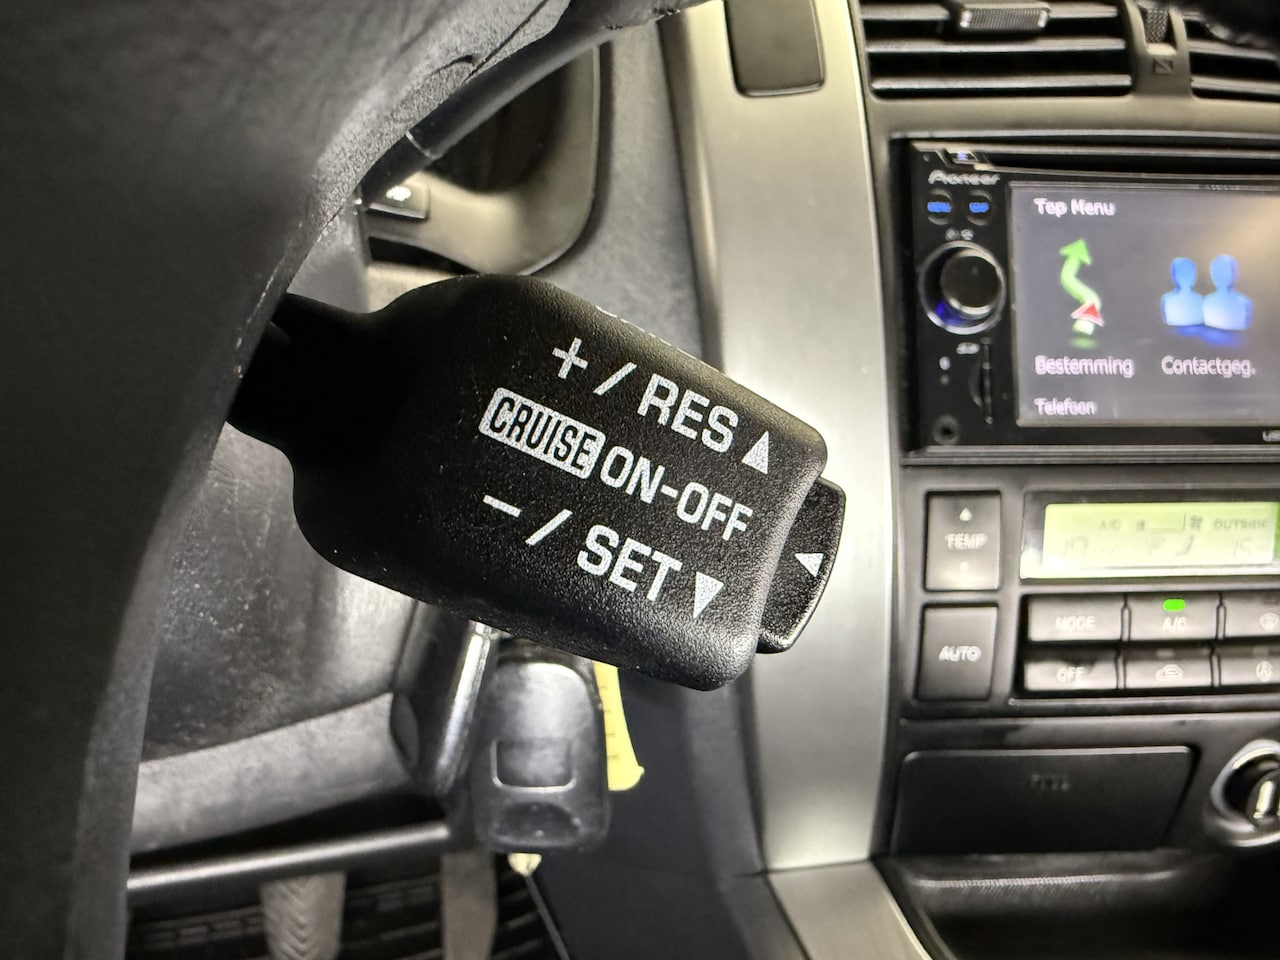 +/RES▲
CRUISE ON-OFF
-/SET▼
Pioneer
Top Menu
Bestemming
Contactgeg.
Telefoon
TEMP
A/C
OUTSIDE
MODE
A/C
AUTO
OFF